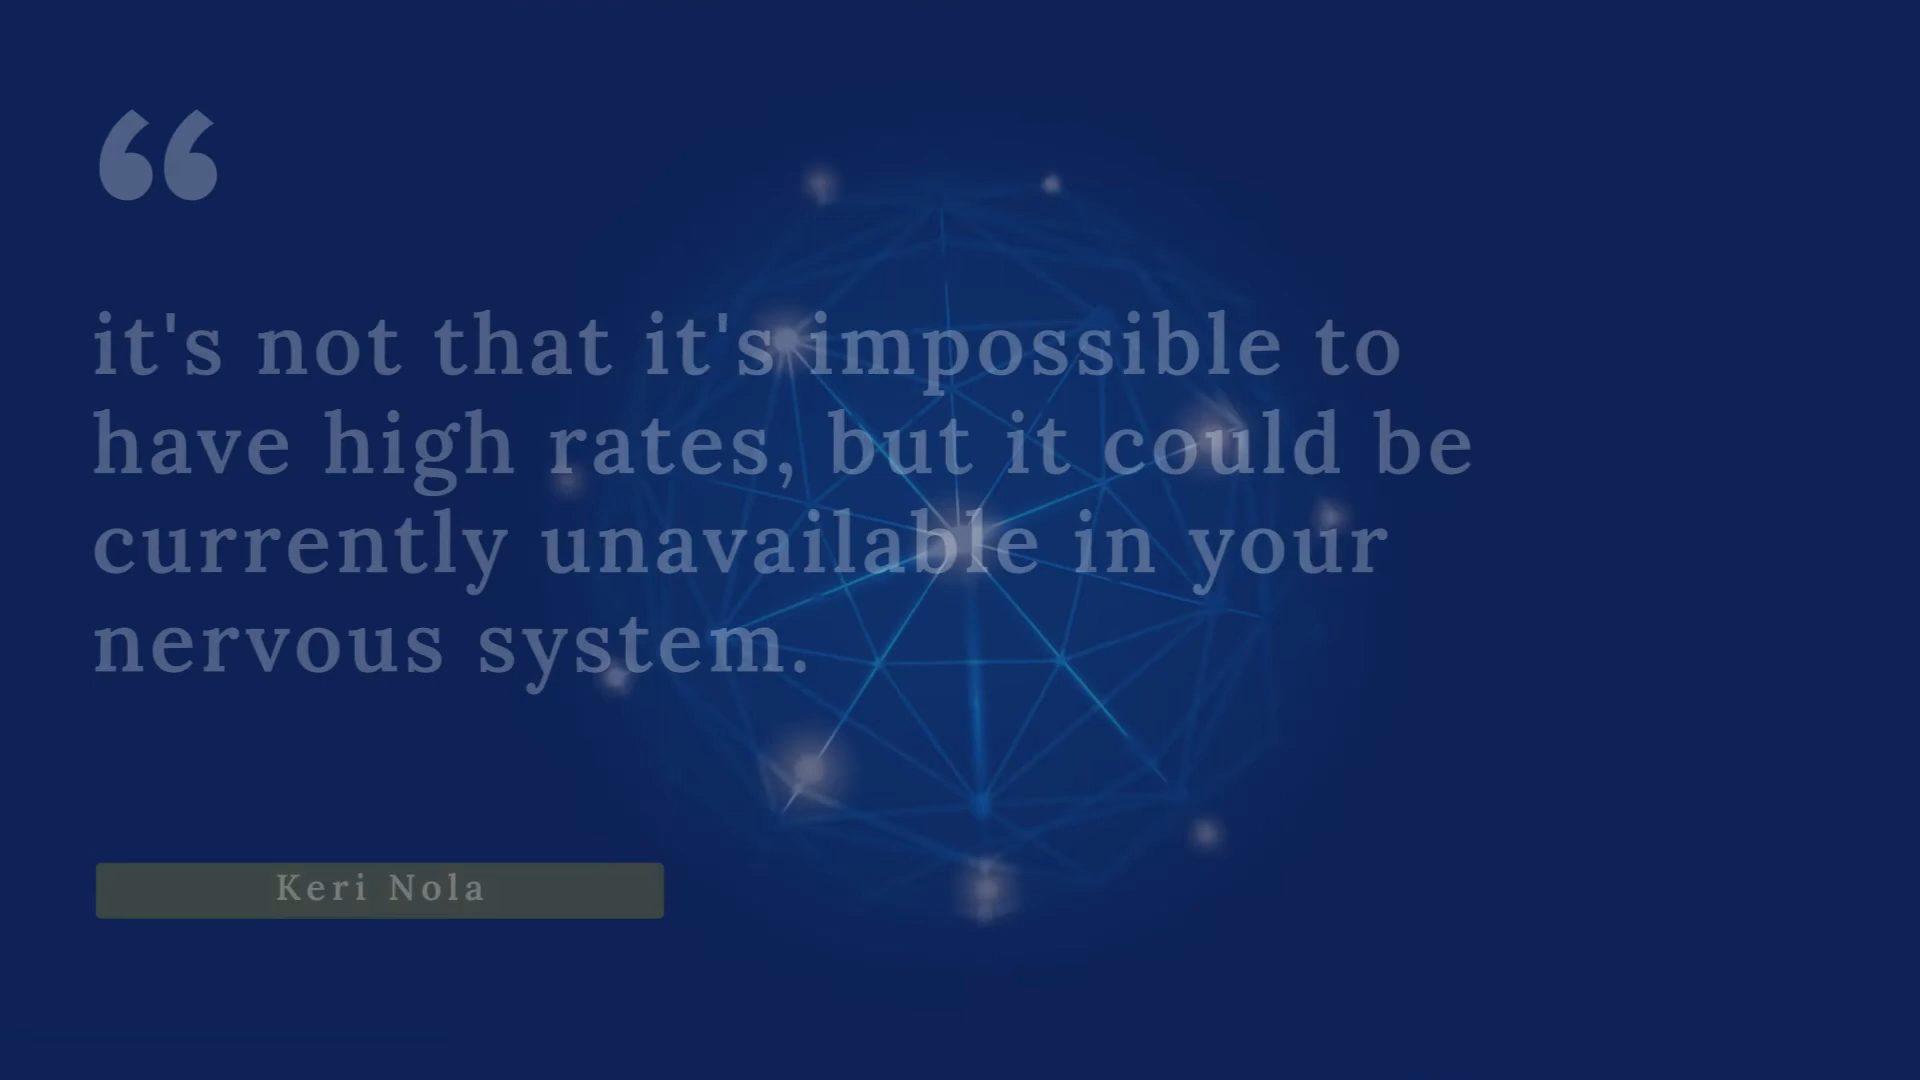 “
it's not that it's impossible to
have high rates, but it could be
currently unavailable in your
nervous system.
Keri Nola